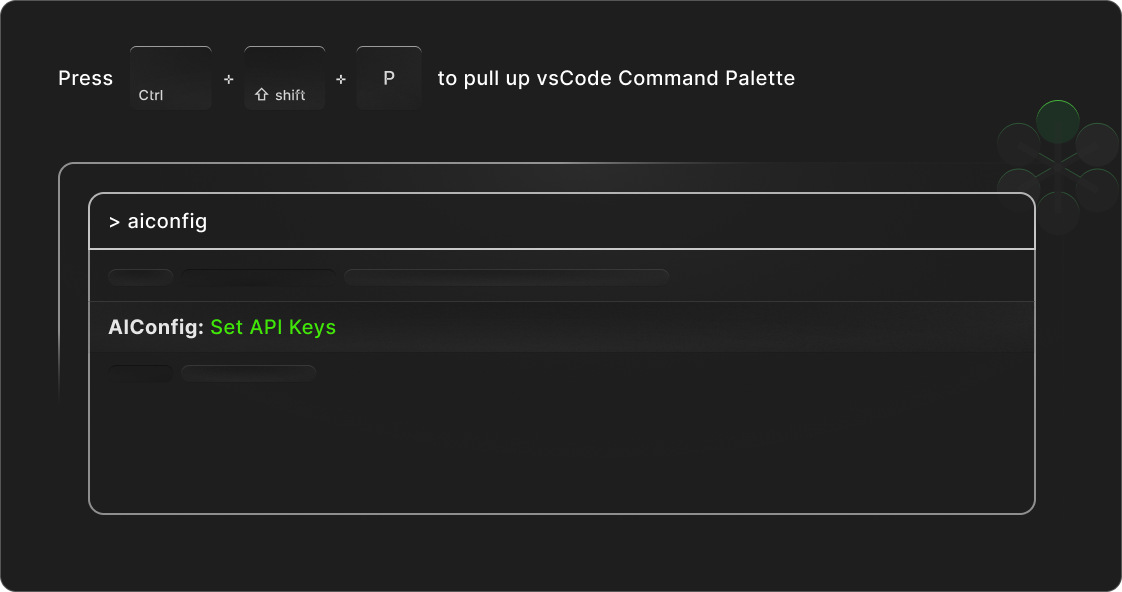 Press Ctrl + ⇧ shift + P to pull up vsCode Command Palette
> aiconfig
AIConfig: Set API Keys